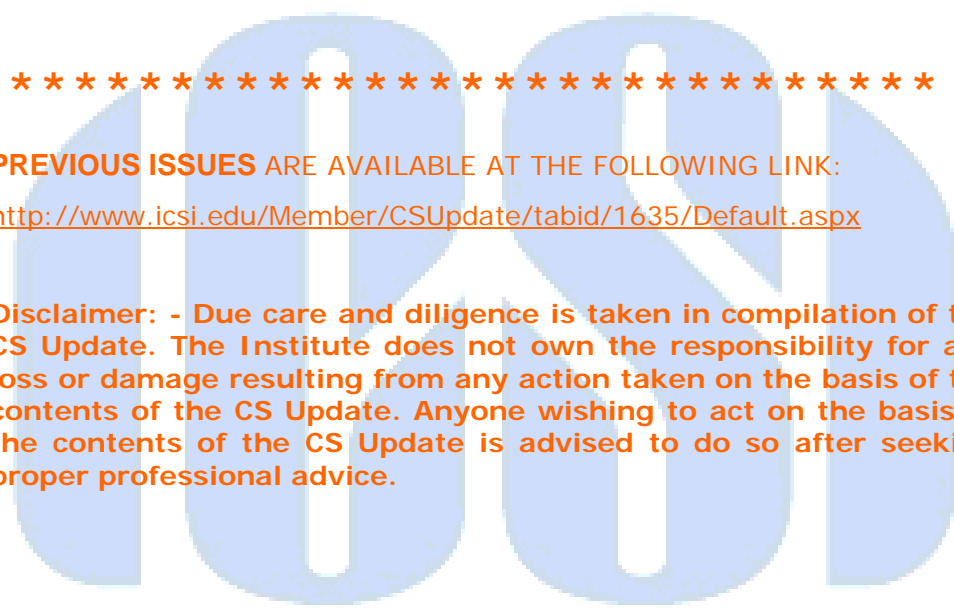 * * * * * * * * * * * * * * * * * * * * * * * * * * * * *
PREVIOUS ISSUES ARE AVAILABLE AT THE FOLLOWING LINK:
http://www.icsi.edu/Member/CSUpdate/tabid/1635/Default.aspx
Disclaimer: - Due care and diligence is taken in compilation of
CS Update. The Institute does not own the responsibility for
loss or damage resulting from any action taken on the basis of
contents of the CS Update. Anyone wishing to act on the basis
the contents of the CS Update is advised to do so after
proper professional advice.